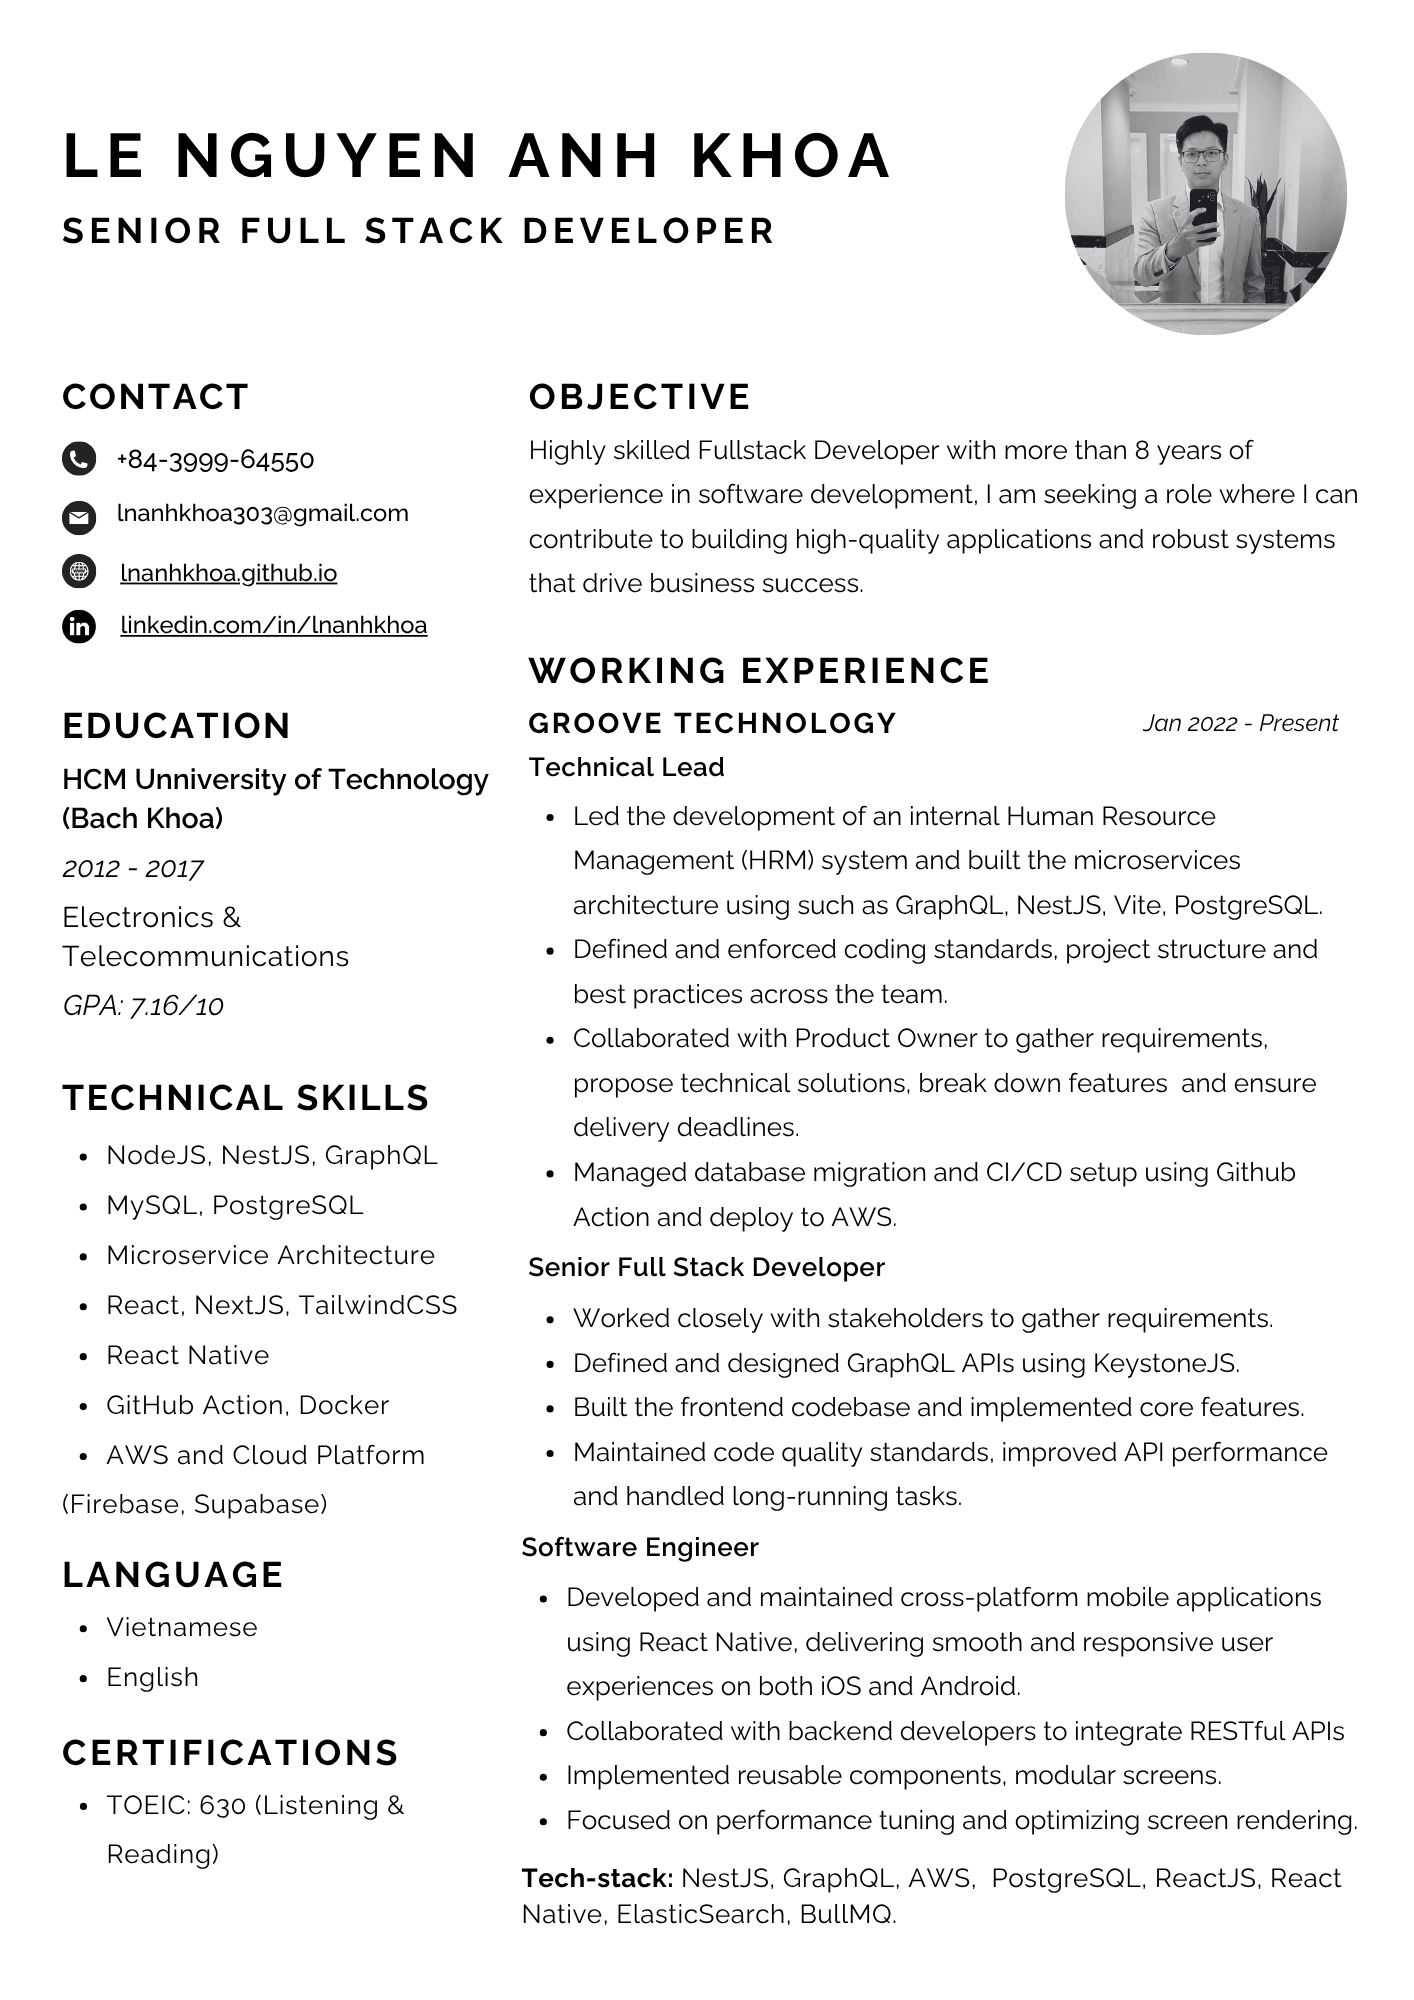 LE NGUYEN ANH KHOA
SENIOR FULL STACK DEVELOPER
CONTACT
+84-3999-64550
lnanhkhoa303@gmail.com
lnanhkhoa.github.io
linkedin.com/in/lnanhkhoa
EDUCATION
HCM Unniversity of Technology
(Bach Khoa)
2012 - 2017
Electronics &
Telecommunications
GPA: 7.16/10
TECHNICAL SKILLS
• NodeJS, NestJS, GraphQL
• MySQL, PostgreSQL
• Microservice Architecture
• React, NextJS, TailwindCSS
• React Native
• GitHub Action, Docker
• AWS and Cloud Platform
(Firebase, Supabase)
LANGUAGE
• Vietnamese
• English
CERTIFICATIONS
• TOEIC: 630 (Listening &
Reading)
OBJECTIVE
Highly skilled Fullstack Developer with more than 8 years of
experience in software development, I am seeking a role where I can
contribute to building high-quality applications and robust systems
that drive business success.
WORKING EXPERIENCE
GROOVE TECHNOLOGY Jan 2022 - Present
Technical Lead
• Led the development of an internal Human Resource
Management (HRM) system and built the microservices
architecture using such as GraphQL, NestJS, Vite, PostgreSQL.
• Defined and enforced coding standards, project structure and
best practices across the team.
• Collaborated with Product Owner to gather requirements,
propose technical solutions, break down features  and ensure
delivery deadlines.
• Managed database migration and CI/CD setup using Github
Action and deploy to AWS.
Senior Full Stack Developer
• Worked closely with stakeholders to gather requirements.
• Defined and designed GraphQL APIs using KeystoneJS.
• Built the frontend codebase and implemented core features.
• Maintained code quality standards, improved API performance
and handled long-running tasks.
Software Engineer
• Developed and maintained cross-platform mobile applications
using React Native, delivering smooth and responsive user
experiences on both iOS and Android.
• Collaborated with backend developers to integrate RESTful APIs
• Implemented reusable components, modular screens.
• Focused on performance tuning and optimizing screen rendering.
Tech-stack: NestJS, GraphQL, AWS,  PostgreSQL, ReactJS, React
Native, ElasticSearch, BullMQ.